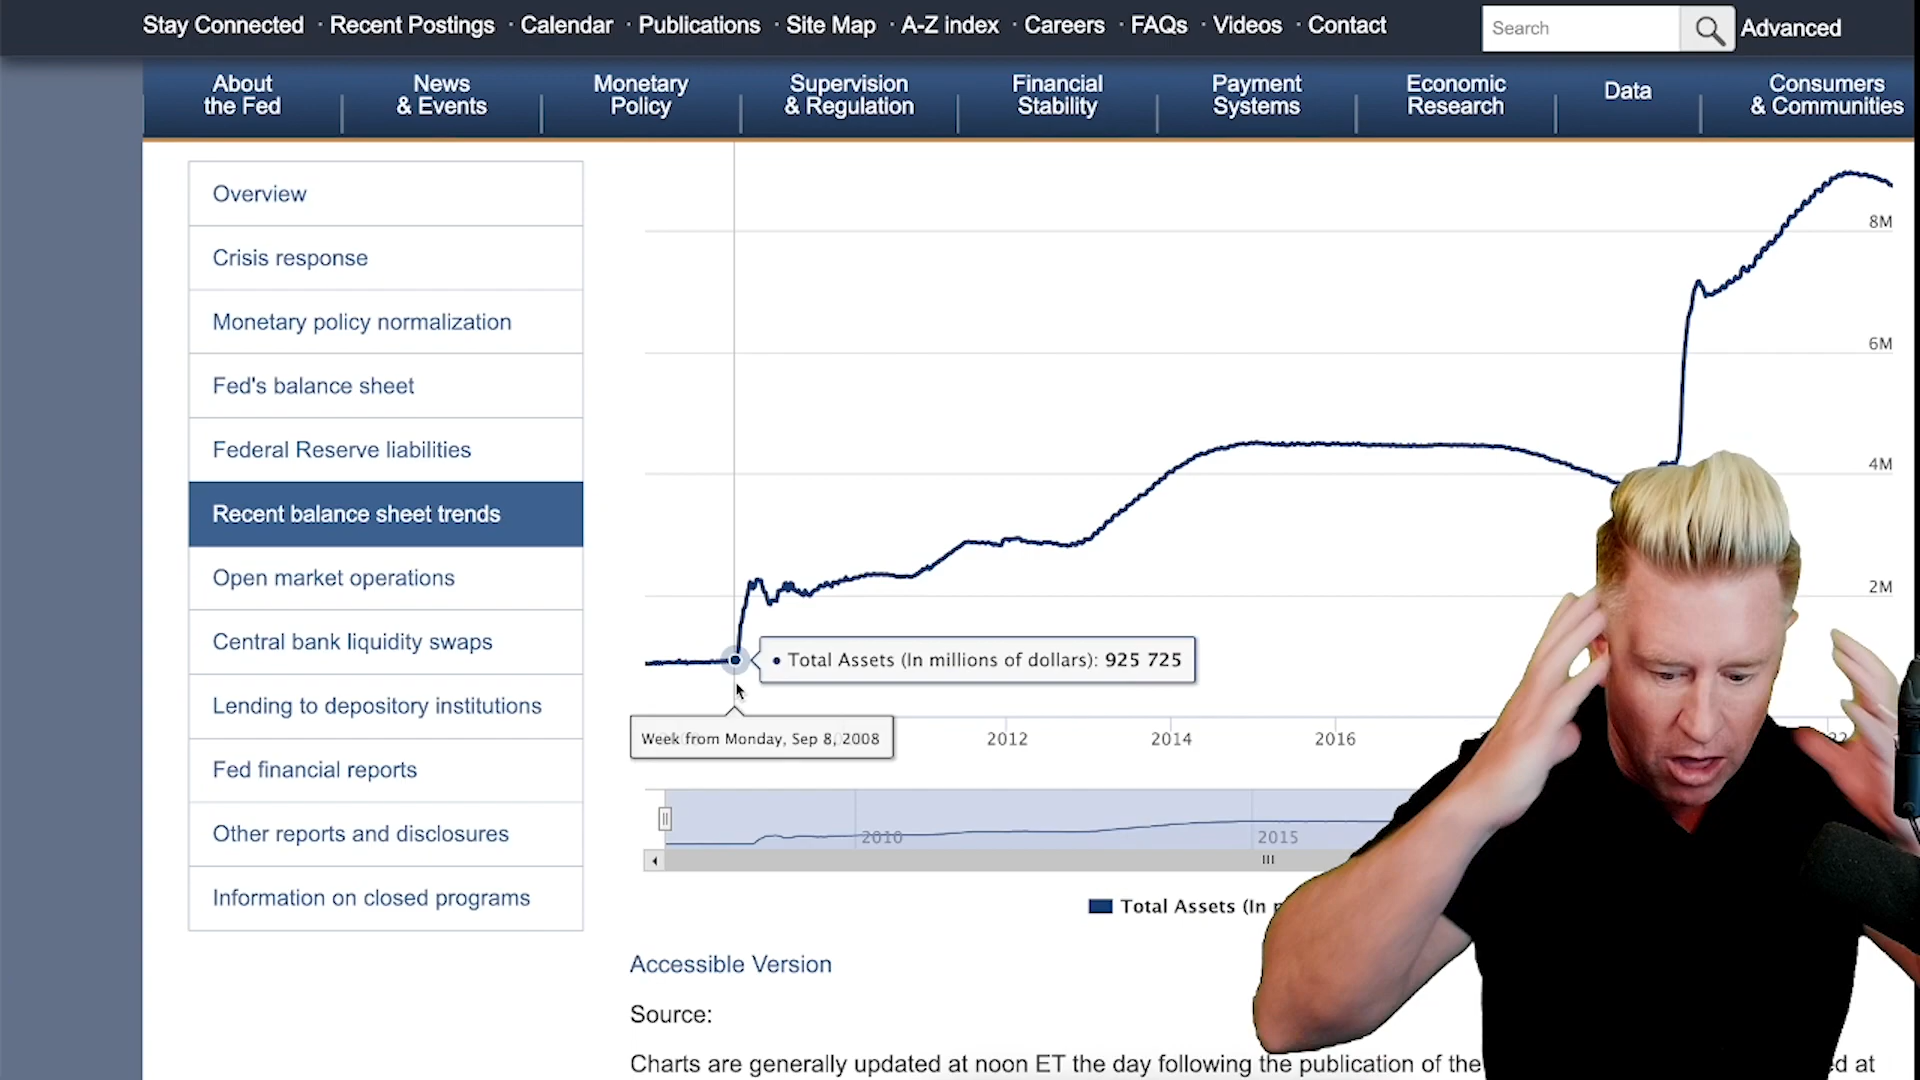 Stay Connected · Recent Postings · Calendar · Publications · Site Map · A-Z index · Careers · FAQs · Videos · Contact
Search
Advanced
About
the Fed
News
& Events
Monetary
Policy
Supervision
& Regulation
Financial
Stability
Payment
Systems
Economic
Research
Data
Consumers
& Communities
Overview
Crisis response
Monetary policy normalization
Fed's balance sheet
Federal Reserve liabilities
Recent balance sheet trends
Open market operations
Central bank liquidity swaps
Lending to depository institutions
Fed financial reports
Other reports and disclosures
Information on closed programs
8M
6M
4M
2M
• Total Assets (In millions of dollars): 925 725
Week from Monday, Sep 8, 2008
2012
2014
2016
2010
2015
Total Assets (In
Accessible Version
Source:
Charts are generally updated at noon ET the day following the publication of the
at